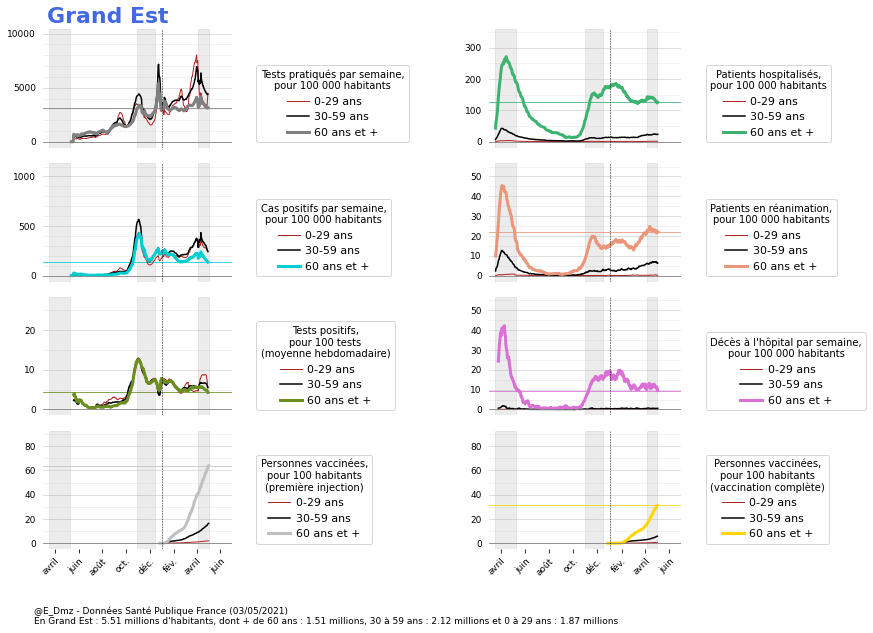 Grand Est
10000
5000
0
Tests pratiqués par semaine,
pour 100 000 habitants
0-29 ans
30-59 ans
60 ans et +
300
200
100
0
Patients hospitalisés,
pour 100 000 habitants
0-29 ans
30-59 ans
60 ans et +
1000
500
0
Cas positifs par semaine,
pour 100 000 habitants
0-29 ans
30-59 ans
60 ans et +
50
40
30
20
10
0
Patients en réanimation,
pour 100 000 habitants
0-29 ans
30-59 ans
60 ans et +
20
10
0
Tests positifs,
pour 100 tests
(moyenne hebdomadaire)
0-29 ans
30-59 ans
60 ans et +
50
40
30
20
10
0
Décès à l'hôpital par semaine,
pour 100 000 habitants
0-29 ans
30-59 ans
60 ans et +
80
60
40
20
0
Personnes vaccinées,
pour 100 habitants
(première injection)
0-29 ans
30-59 ans
60 ans et +
80
60
40
20
0
Personnes vaccinées,
pour 100 habitants
(vaccination complète)
0-29 ans
30-59 ans
60 ans et +
avril juin août oct. déc. fév. avril juin
avril juin août oct. déc. fév. avril juin
@E_Dmz - Données Santé Publique France (03/05/2021)
En Grand Est : 5.51 millions d'habitants, dont + de 60 ans : 1.51 millions, 30 à 59 ans : 2.12 millions et 0 à 29 ans : 1.87 millions